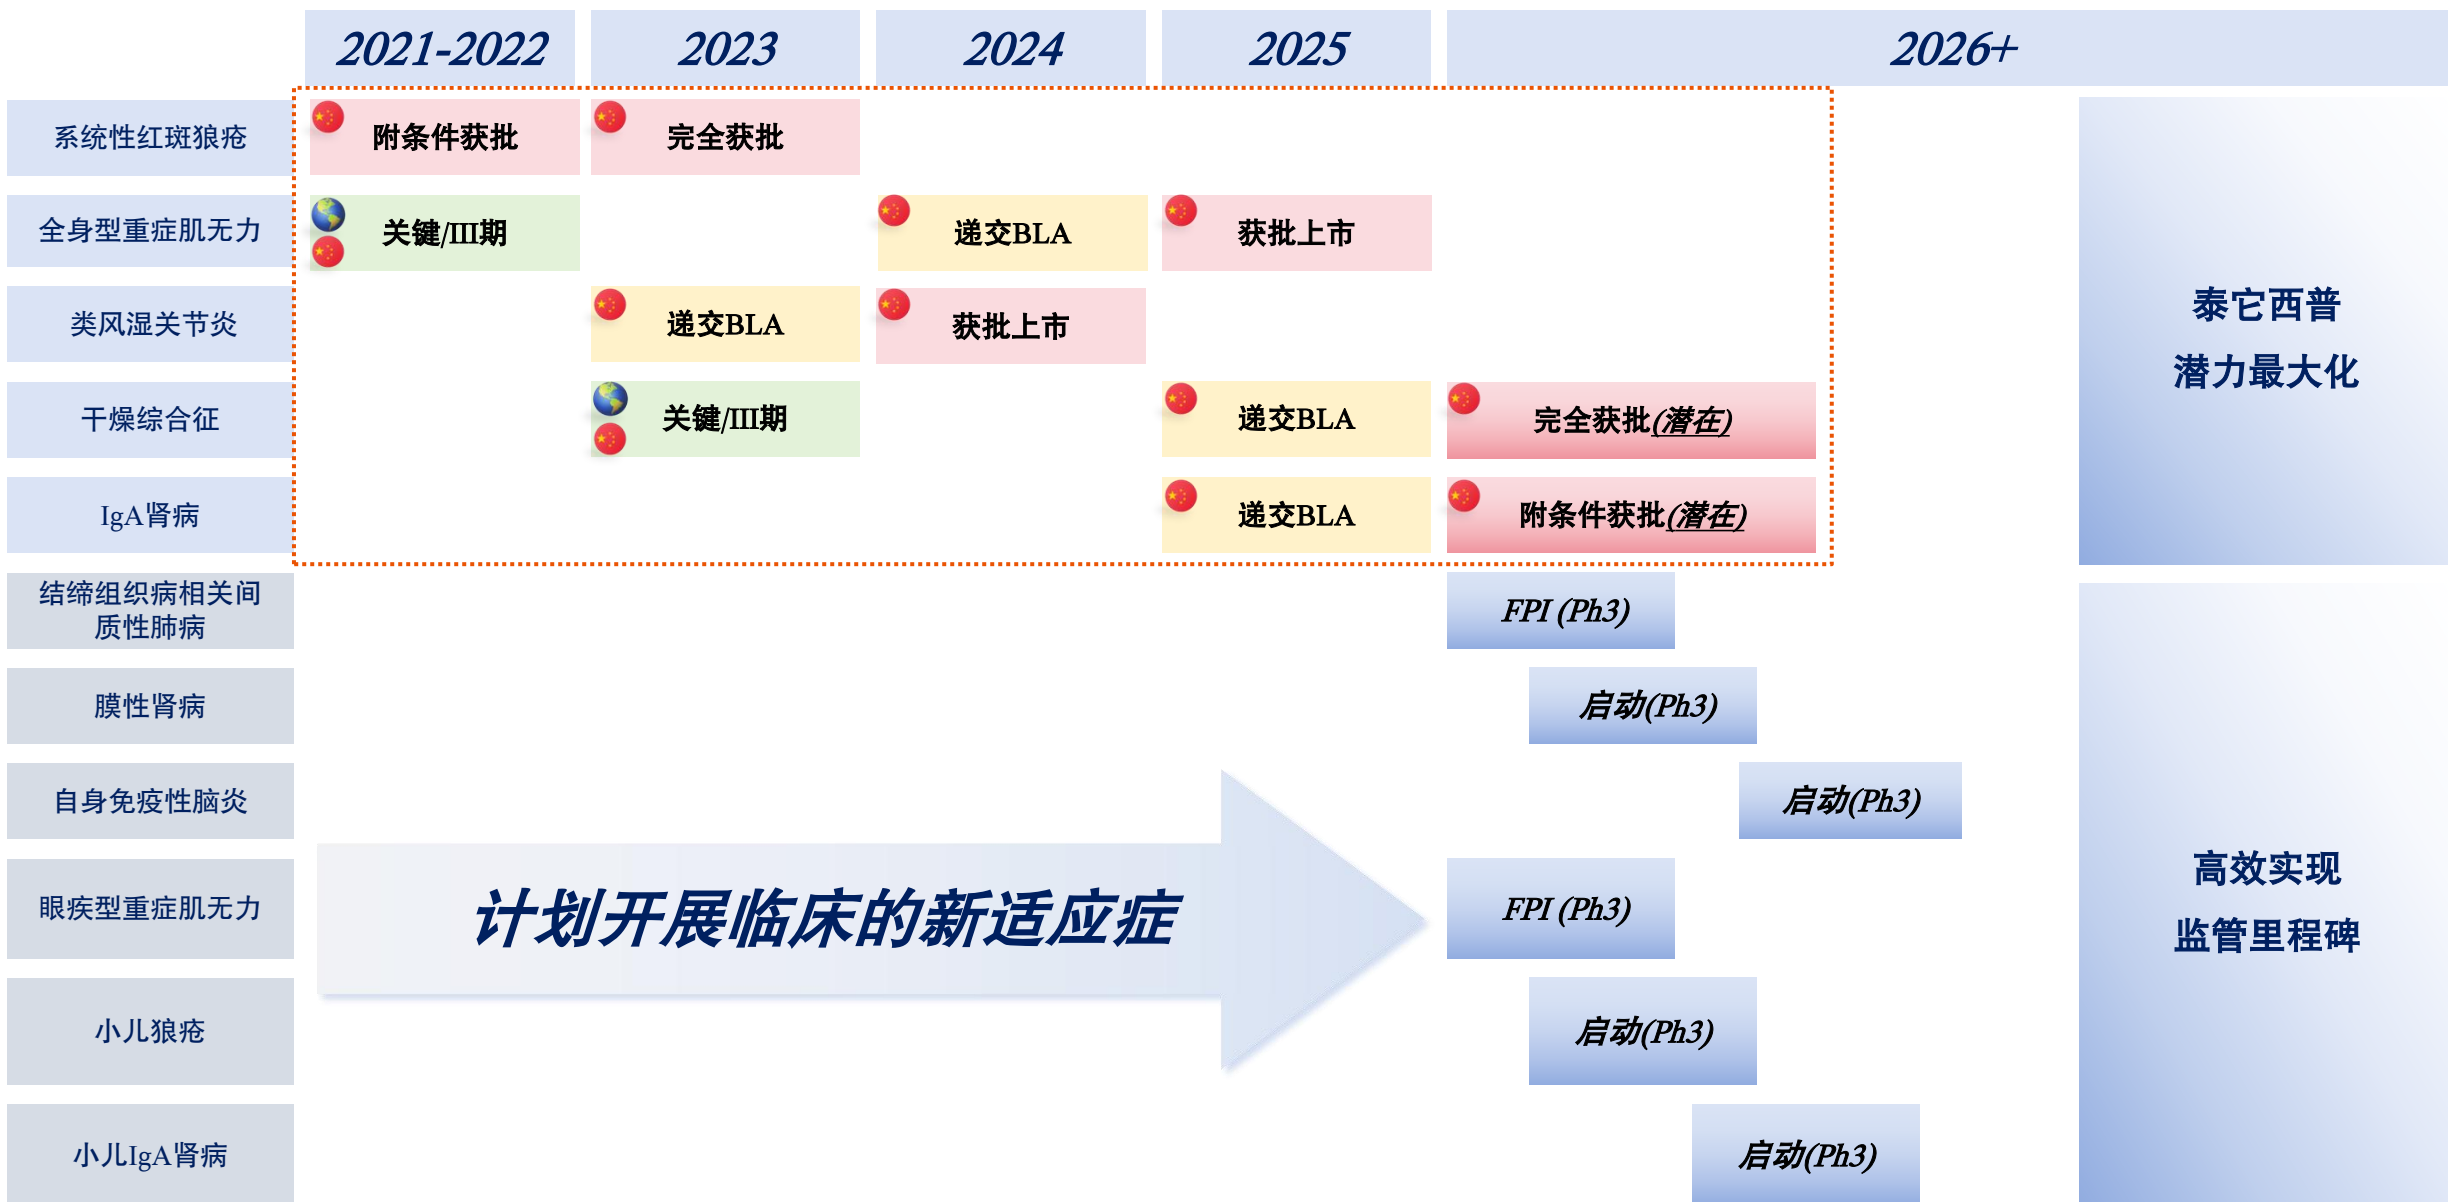 2021-2022
2023
2024
2025
2026+
系统性红斑狼疮
附条件获批
完全获批
全身型重症肌无力
关键/III期
递交BLA
获批上市
类风湿关节炎
递交BLA
获批上市
干燥综合征
关键/III期
递交BLA
完全获批(潜在)
IgA肾病
递交BLA
附条件获批(潜在)
泰它西普
潜力最大化
结缔组织病相关间
质性肺病
FPI (Ph3)
膜性肾病
启动(Ph3)
自身免疫性脑炎
启动(Ph3)
眼疾型重症肌无力
计划开展临床的新适应症
FPI (Ph3)
小儿狼疮
启动(Ph3)
小儿IgA肾病
启动(Ph3)
高效实现
监管里程碑